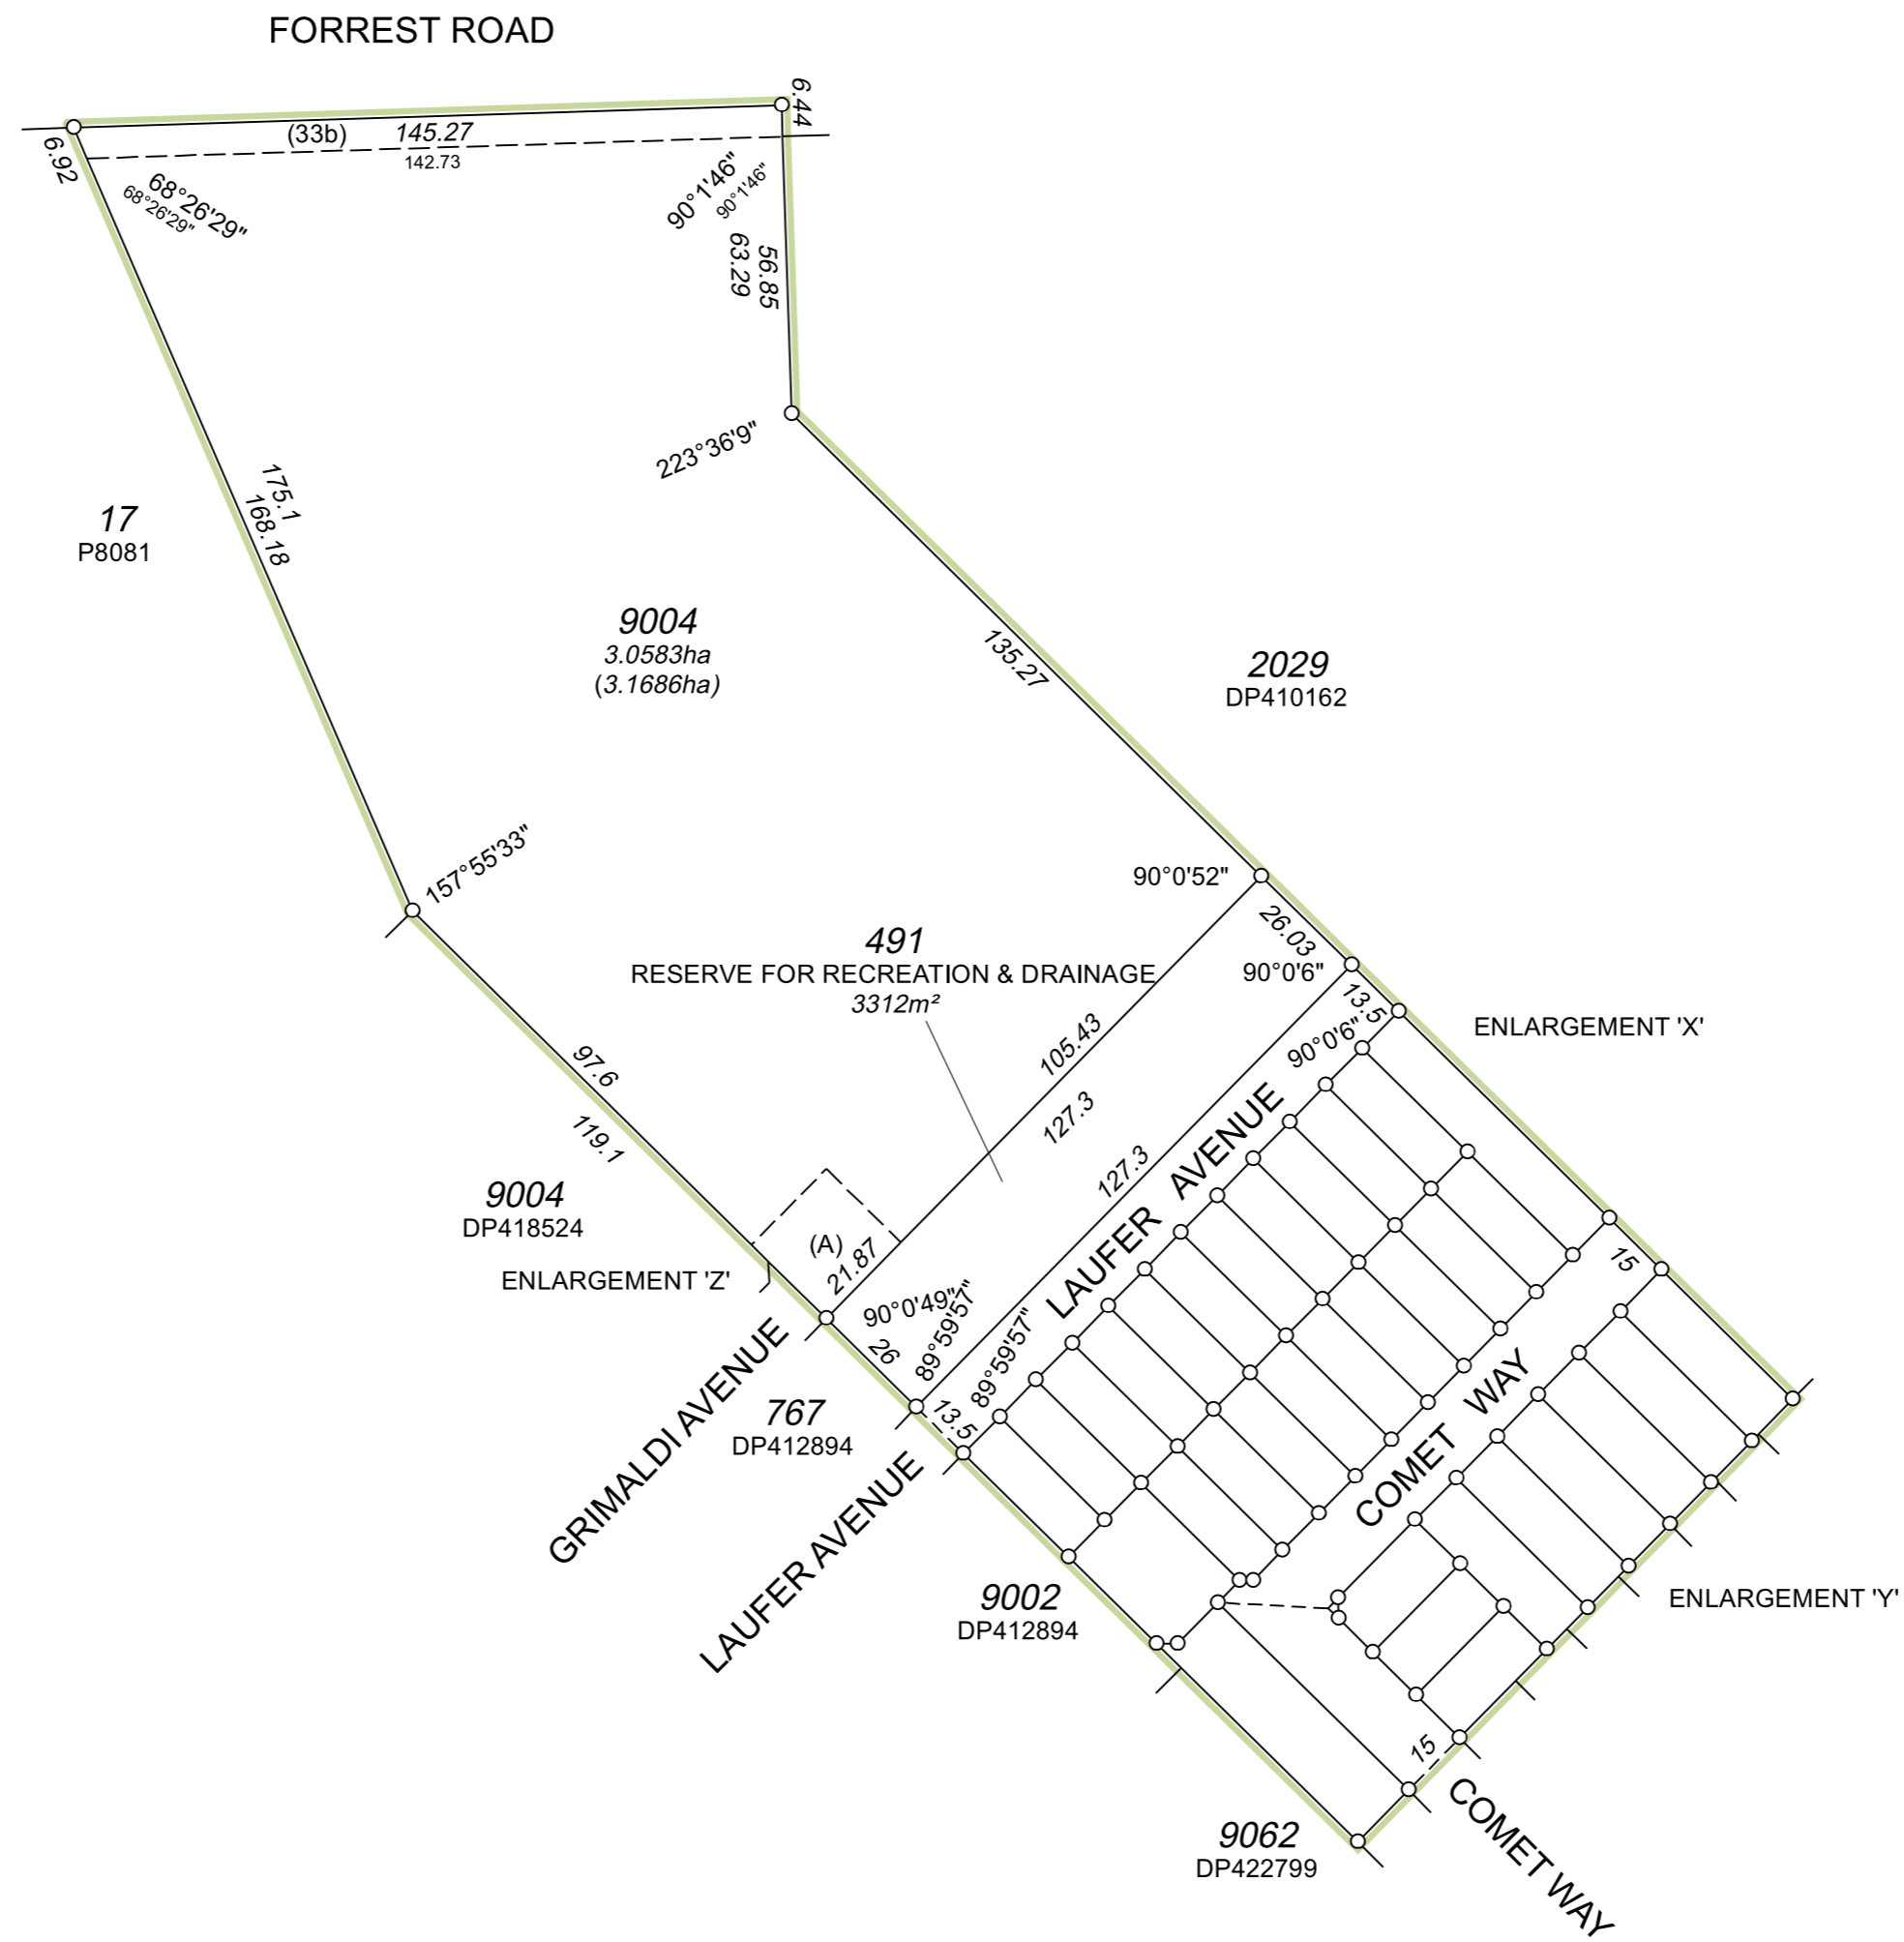 FORREST ROAD
6.44
(33b)
145.27
142.73
6.92
68°26'29"
68°26'29"
90°1'46"
90°1'46"
56.85
63.29
223°36'9"
175.1
168.18
17
P8081
9004
3.0583ha
(3.1686ha)
135.27
2029
DP410162
157°55'33"
90°0'52"
26.03
491
RESERVE FOR RECREATION & DRAINAGE
3312m²
90°0'6"
13.5
90°0'6"
ENLARGEMENT 'X'
105.43
127.3
127.3
97.6
119.1
LAUFER AVENUE
9004
DP418524
(A)
21.87
ENLARGEMENT 'Z'
90°0'49"
89°59'57"
89°59'57"
26
13.5
15
GRIMALDI AVENUE
767
DP412894
LAUFER AVENUE
COMET WAY
9002
DP412894
ENLARGEMENT 'Y'
15
COMET WAY
9062
DP422799